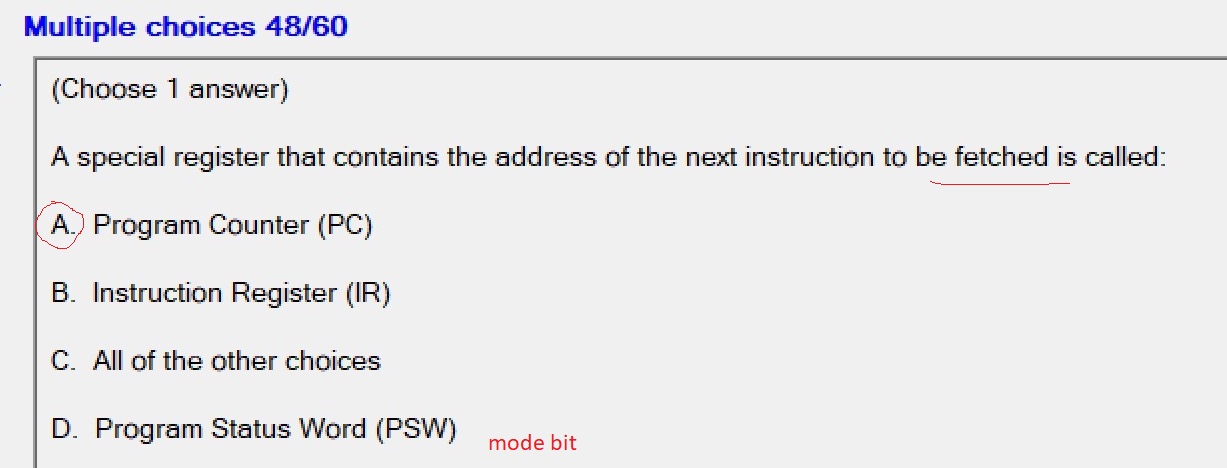 Multiple choices 48/60
(Choose 1 answer)
A special register that contains the address of the next instruction to be fetched is called:
A. Program Counter (PC)
B. Instruction Register (IR)
C. All of the other choices
D. Program Status Word (PSW) mode bit